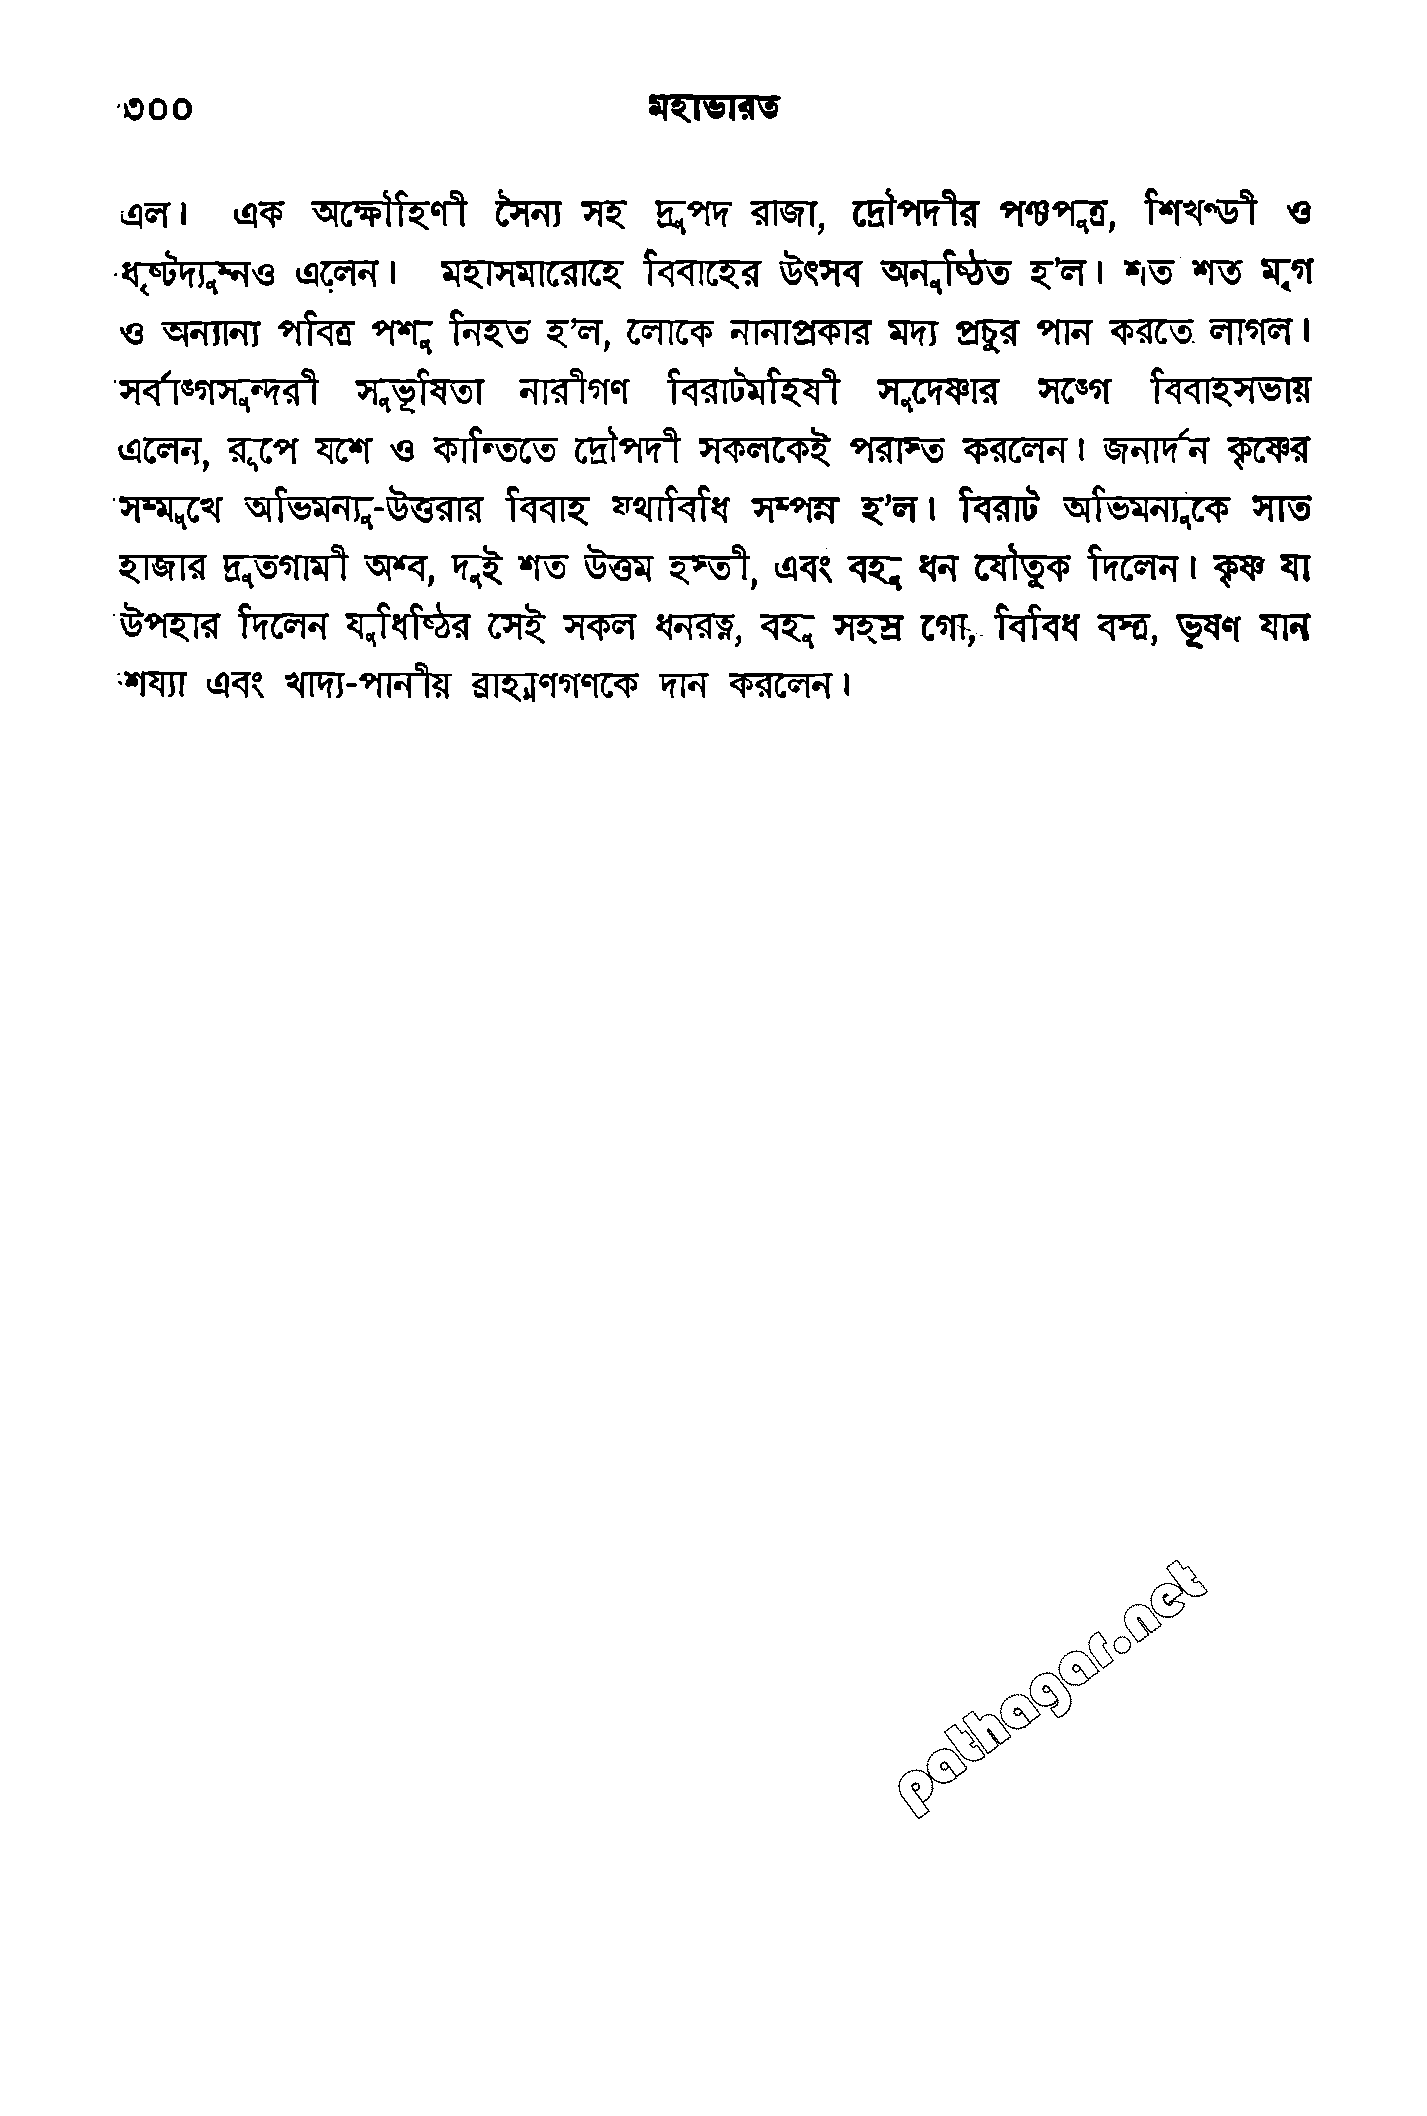 ৩০০ মহাভারত
এল। এক অক্ষৌহিণী সৈন্য সহ দ্রুপদ রাজা, দ্রৌপদীর পঞ্চপুত্র, শিখণ্ডী ও
ধৃষ্টদ্যুম্নও এলেন। মহাসমারোহে বিবাহের উৎসব অনুষ্ঠিত হ’ল। শত শত মৃগ
ও অন্যান্য পবিত্র পশু নিহত হ’ল, লোকে নানাপ্রকার মদ্য প্রচুর পান করতে লাগল।
সর্বাঙ্গসুন্দরী সুভূষিতা নারীগণ বিরাটমহিষী সুদেষ্ণার সঙ্গে বিবাহসভায়
এলেন, রূপে যশে ও কান্তিতে দ্রৌপদী সকলকেই পরাস্ত করলেন। জনার্দন কৃষ্ণের
সম্মুখে অভিমন্যু-উত্তরার বিবাহ যথাবিধি সম্পন্ন হ’ল। বিরাট অভিমন্যুকে সাত
হাজার দ্রুতগামী অশ্ব, দুই শত উত্তম হস্তী, এবং বহু ধন যৌতুক দিলেন। কৃষ্ণ যা
উপহার দিলেন যুধিষ্ঠির সেই সকল ধনরত্ন, বহু সহস্র গো, বিবিধ বস্ত্র, ভূষণ যান
শয্যা এবং খাদ্য-পানীয় ব্রাহ্মণগণকে দান করলেন।
pathagar.net